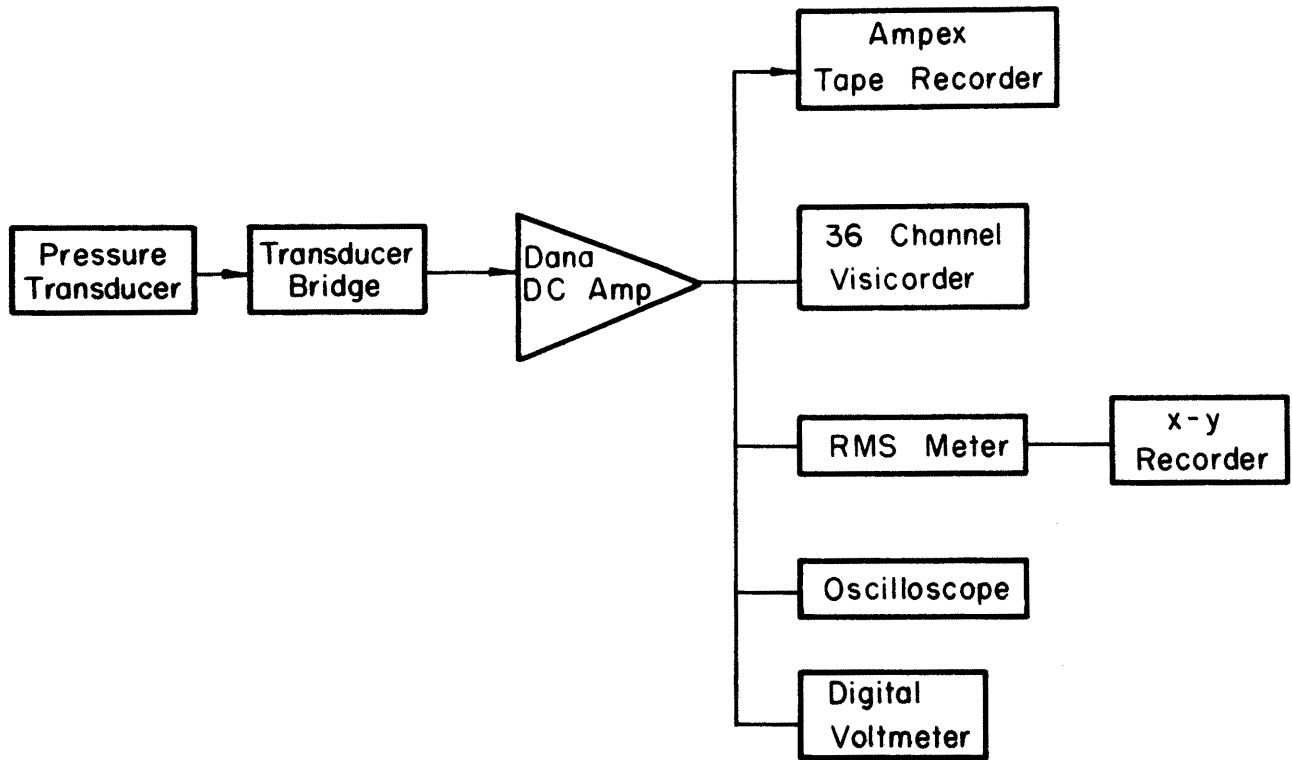 Ampex
Tape Recorder
Pressure
Transducer
Transducer
Bridge
Dana
DC Amp
36 Channel
Visicorder
RMS Meter
x-y
Recorder
Oscilloscope
Digital
Voltmeter